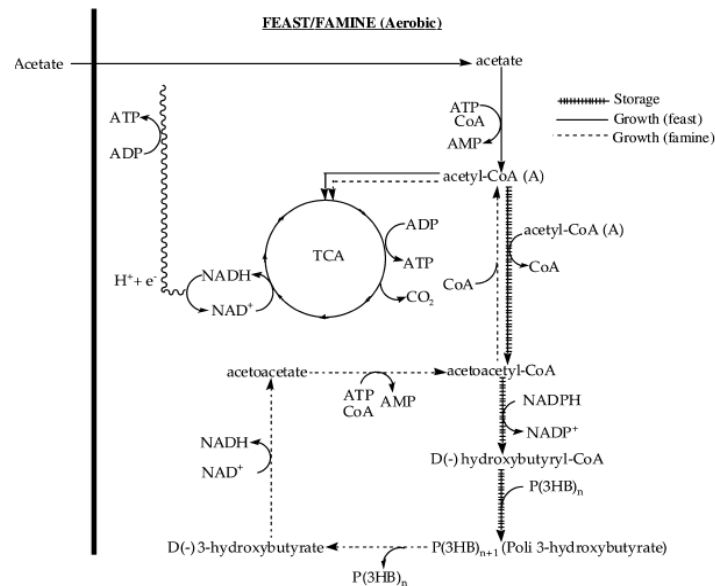 FEAST/FAMINE (Aerobic)
Acetate
acetate
ATP
CoA
AMP
Storage
Growth (feast)
Growth (famine)
ATP
ADP
acetyl-CoA (A)
ADP
ATP
TCA
acetyl-CoA (A)
CoA
CoA
H⁺ + e⁻
NADH
NAD⁺
CO₂
acetoacetate
ATP
CoA
AMP
acetoacetyl-CoA
NADPH
NADP⁺
NADH
NAD⁺
D(-) hydroxybutyryl-CoA
P(3HB)ₙ
D(-) 3-hydroxybutyrate
P(3HB)ₙ
P(3HB)ₙ₊₁ (Poli 3-hydroxybutyrate)